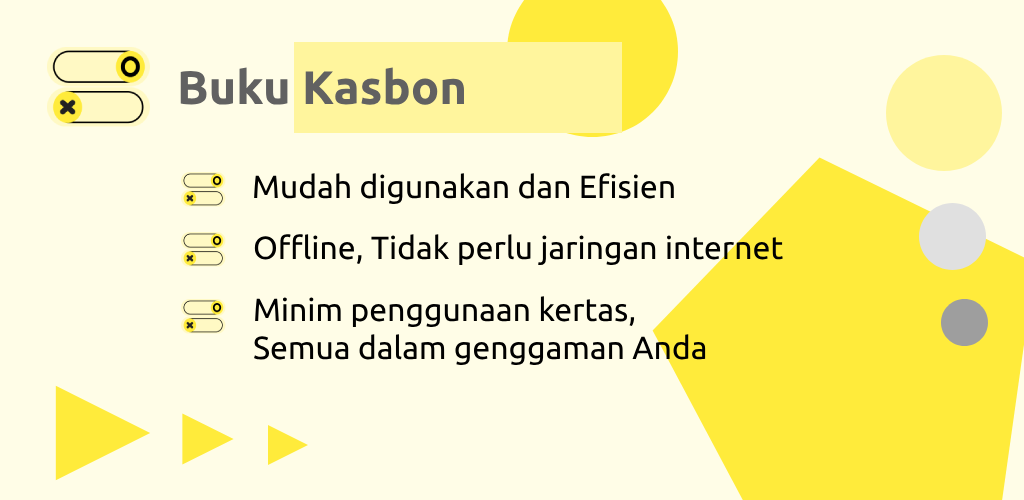 Buku Kasbon
Mudah digunakan dan Efisien
Offline, Tidak perlu jaringan internet
Minim penggunaan kertas,
Semua dalam genggaman Anda